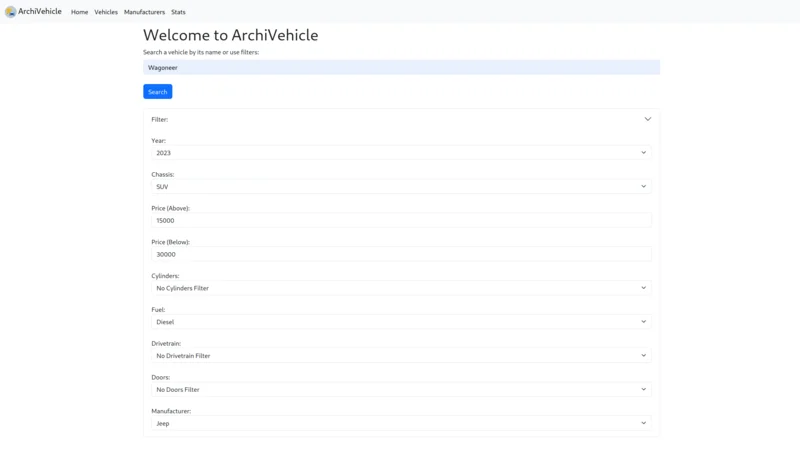 ArchiVehicle Home Vehicles Manufacturers Stats
Welcome to ArchiVehicle
Search a vehicle by its name or use filters:
Wagoneer
Search
Filter:
Year:
2023
Chassis:
SUV
Price (Above):
15000
Price (Below):
30000
Cylinders:
No Cylinders Filter
Fuel:
Diesel
Drivetrain:
No Drivetrain Filter
Doors:
No Doors Filter
Manufacturer:
Jeep